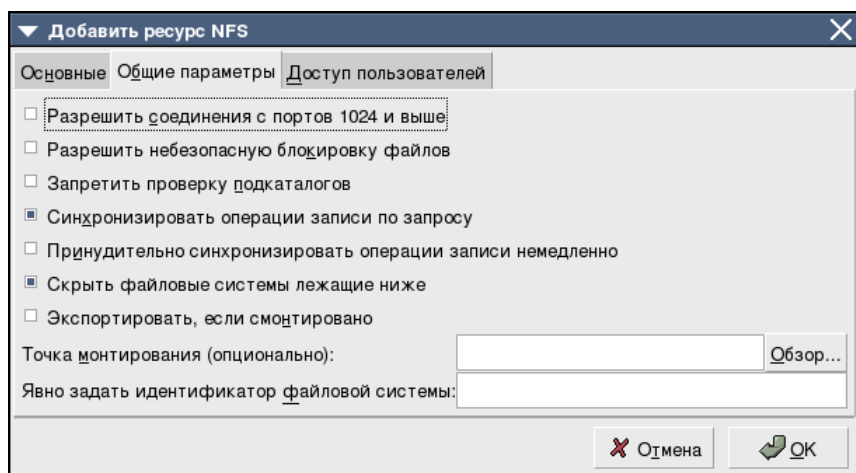 Добавить ресурс NFS
Основные Общие параметры Доступ пользователей
Разрешить соединения с портов 1024 и выше
Разрешить небезопасную блокировку файлов
Запретить проверку подкаталогов
Синхронизировать операции записи по запросу
Принудительно синхронизировать операции записи немедленно
Скрыть файловые системы лежащие ниже
Экспортировать, если смонтировано
Точка монтирования (опционально): Обзор...
Явно задать идентификатор файловой системы:
Отмена OK